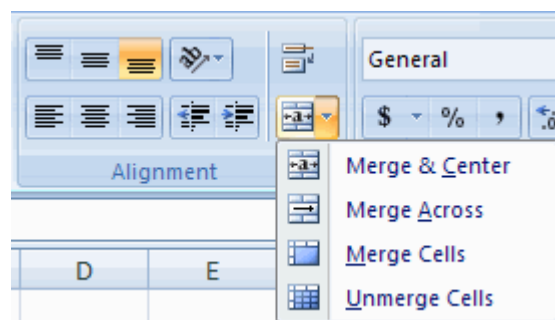 General
$ % ,
Alignment
Merge & Center
Merge Across
Merge Cells
Unmerge Cells
D E